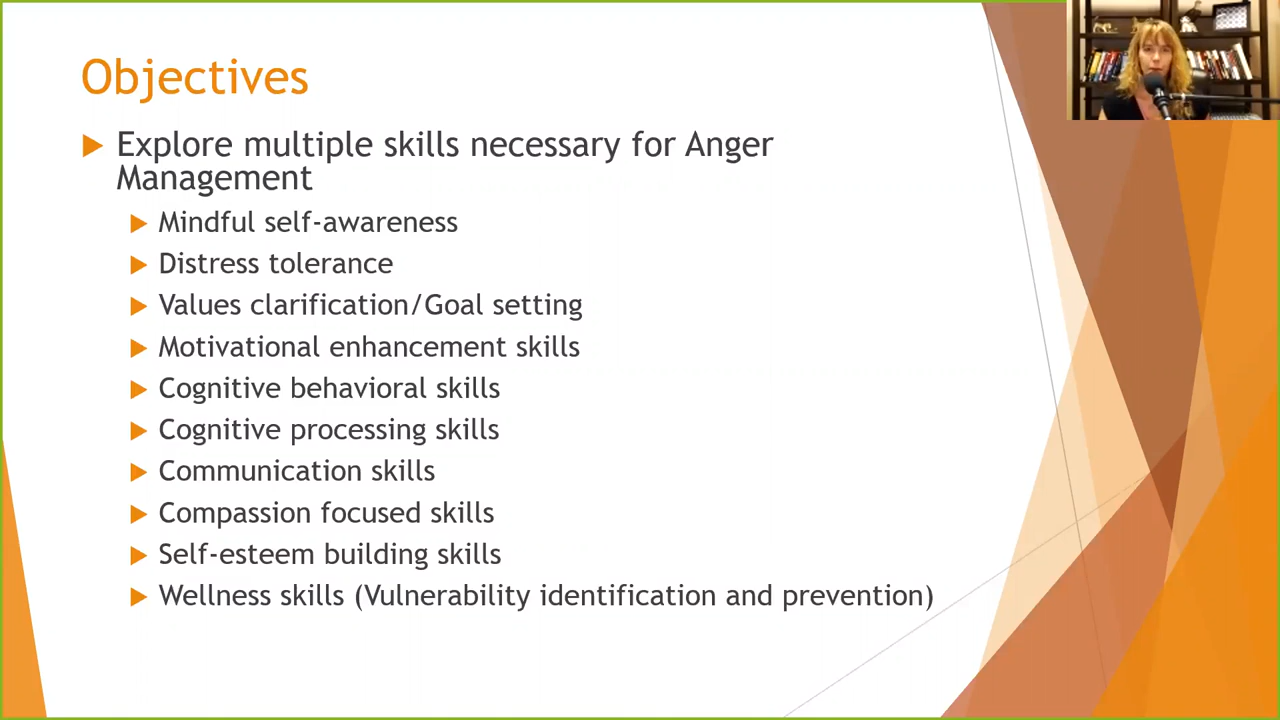 Objectives
Explore multiple skills necessary for Anger
Management
Mindful self-awareness
Distress tolerance
Values clarification/Goal setting
Motivational enhancement skills
Cognitive behavioral skills
Cognitive processing skills
Communication skills
Compassion focused skills
Self-esteem building skills
Wellness skills (Vulnerability identification and prevention)